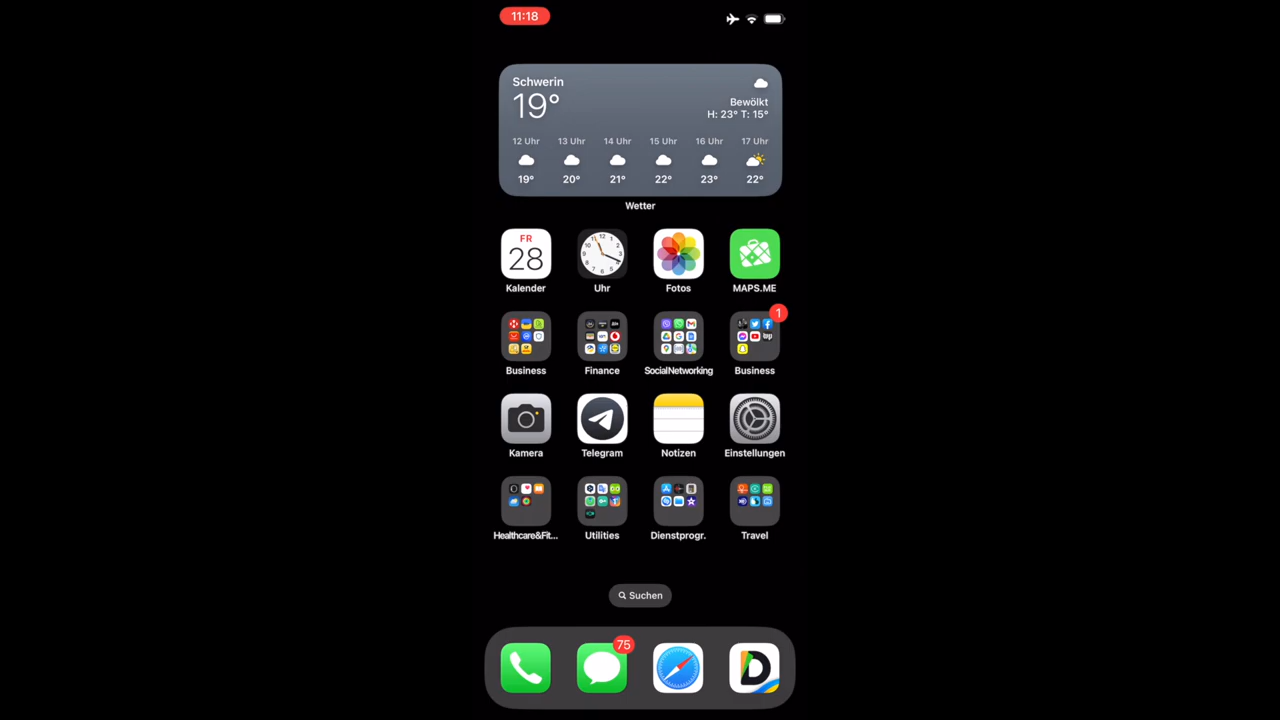 11:18
Schwerin
19°
Bewölkt
H: 23° T: 15°
12 Uhr 13 Uhr 14 Uhr 15 Uhr 16 Uhr 17 Uhr
19° 20° 21° 22° 23° 22°
Wetter
FR
28
Kalender Uhr Fotos MAPS.ME
1
Business Finance SocialNetworking Business
Kamera Telegram Notizen Einstellungen
Healthcare&Fit... Utilities Dienstprogr. Travel
Suchen
75
D